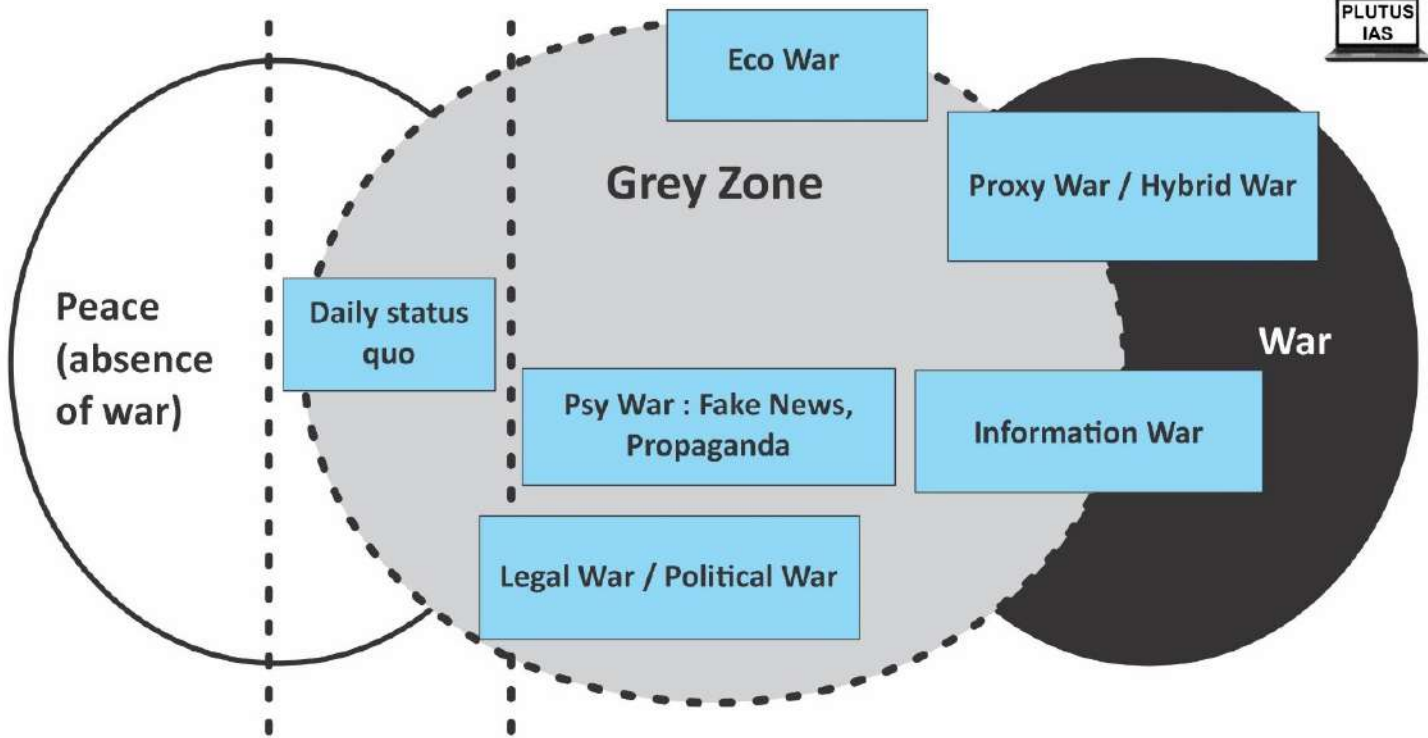 PLUTUS
IAS
Eco War
Grey Zone
Proxy War / Hybrid War
Peace
(absence
of war)
Daily status
quo
War
Psy War : Fake News,
Propaganda
Information War
Legal War / Political War